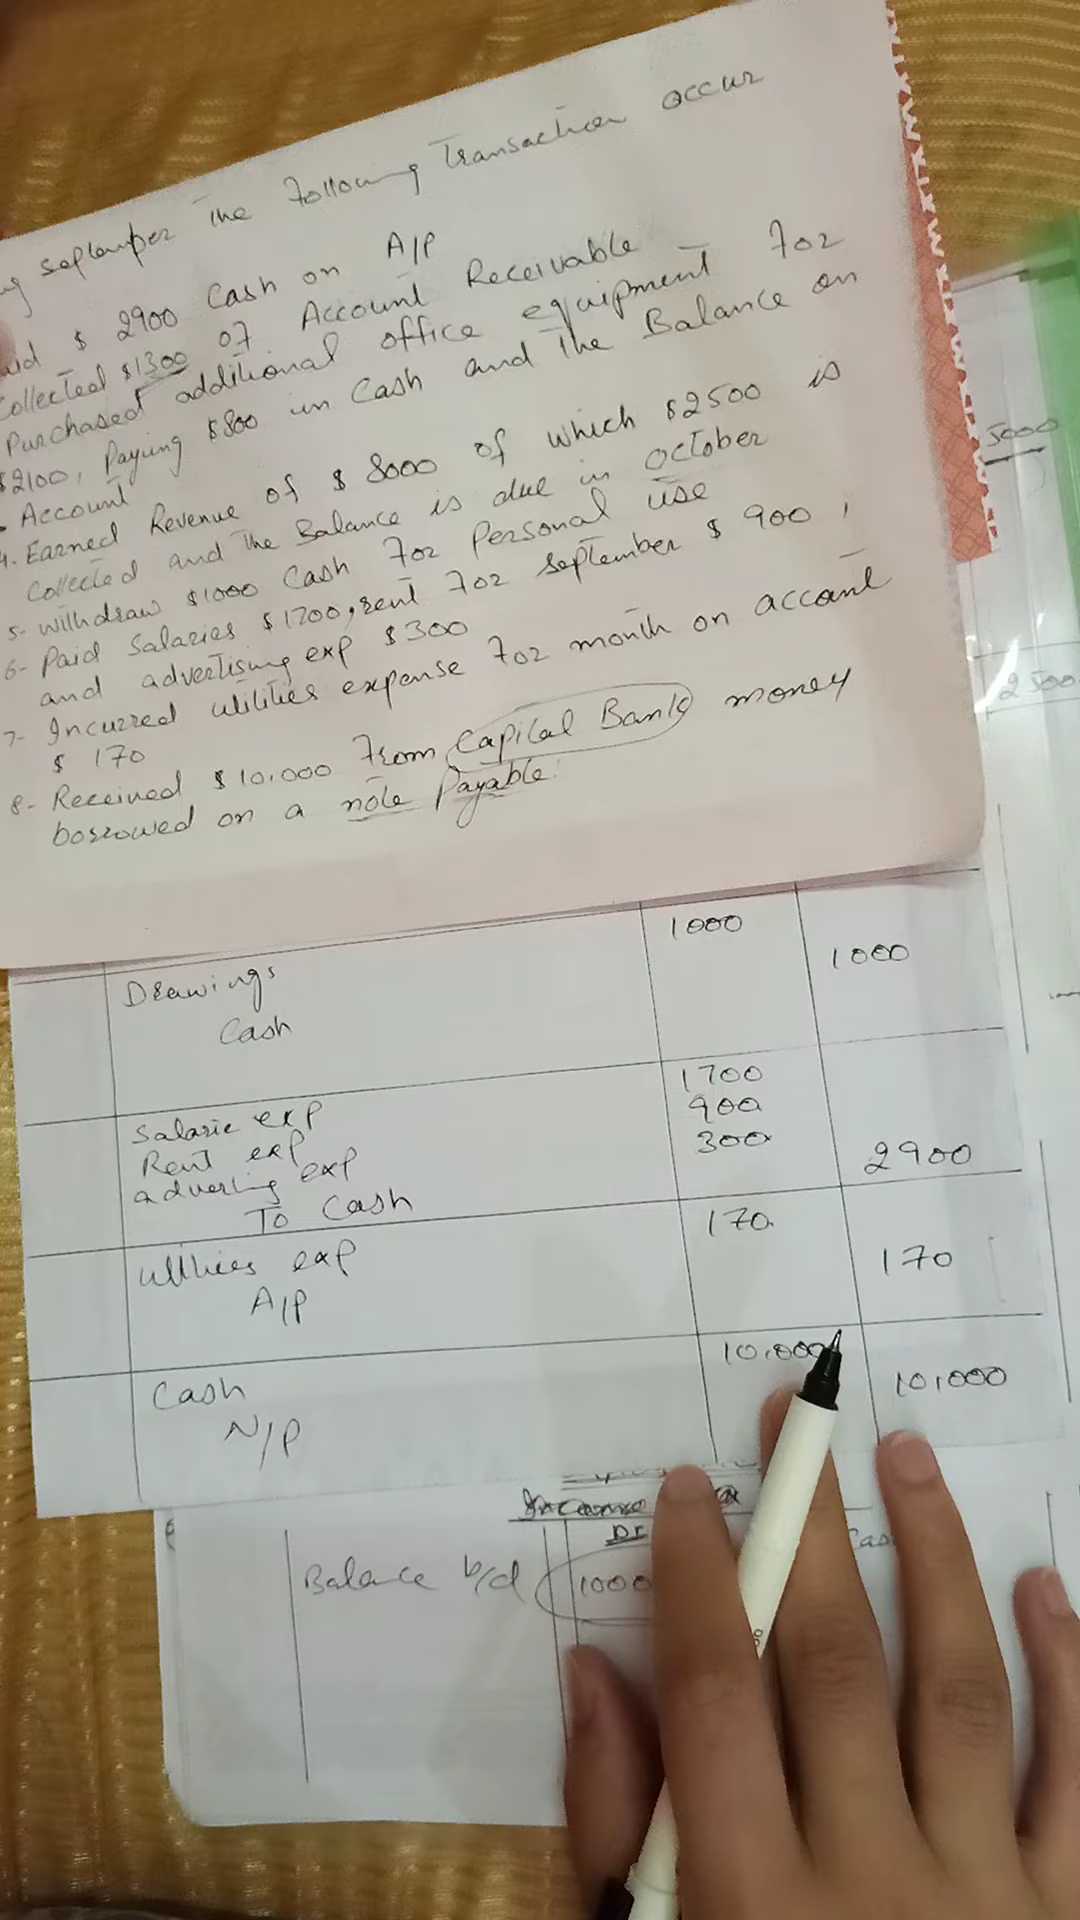 september The Following Transaction occur
$ 2900 Cash on A/P
Collected $1300 of Account Receivable
Purchased additional office equipment For
$2100, Paying $800 in Cash and The Balance on
Account
4. Earned Revenue of $ 8000 of which $2500 is
collected and The Balance is due in october
5- withdraw $1000 Cash For Personal use
6- Paid Salaries $1700, rent For september $ 900,
and advertising exp $300
7- Incurred utilities expense For month on account
$ 170
8- Received $10,000 From Capital Bank money
borrowed on a note Payable
5000
2500
Drawings 1000
Cash 1000
Salarie exp 1700
Rent exp 900
adverting exp 300
To Cash 2900
utlhies exp 170
A/P 170
Cash 10,000
N/P 10,000
Income
Dr
Balance b/d 1000
Cas